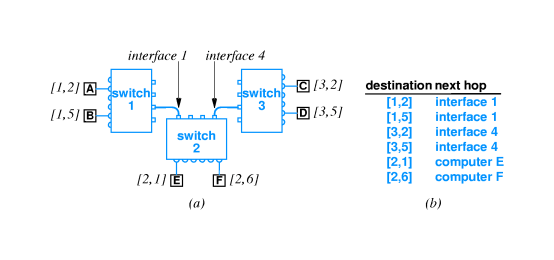 interface 1
interface 4
[1,2] A
switch
1
[1,5] B
switch
3
C [3,2]
D [3,5]
switch
2
[2,1] E
F [2,6]
(a)
destination next hop
[1,2] interface 1
[1,5] interface 1
[3,2] interface 4
[3,5] interface 4
[2,1] computer E
[2,6] computer F
(b)